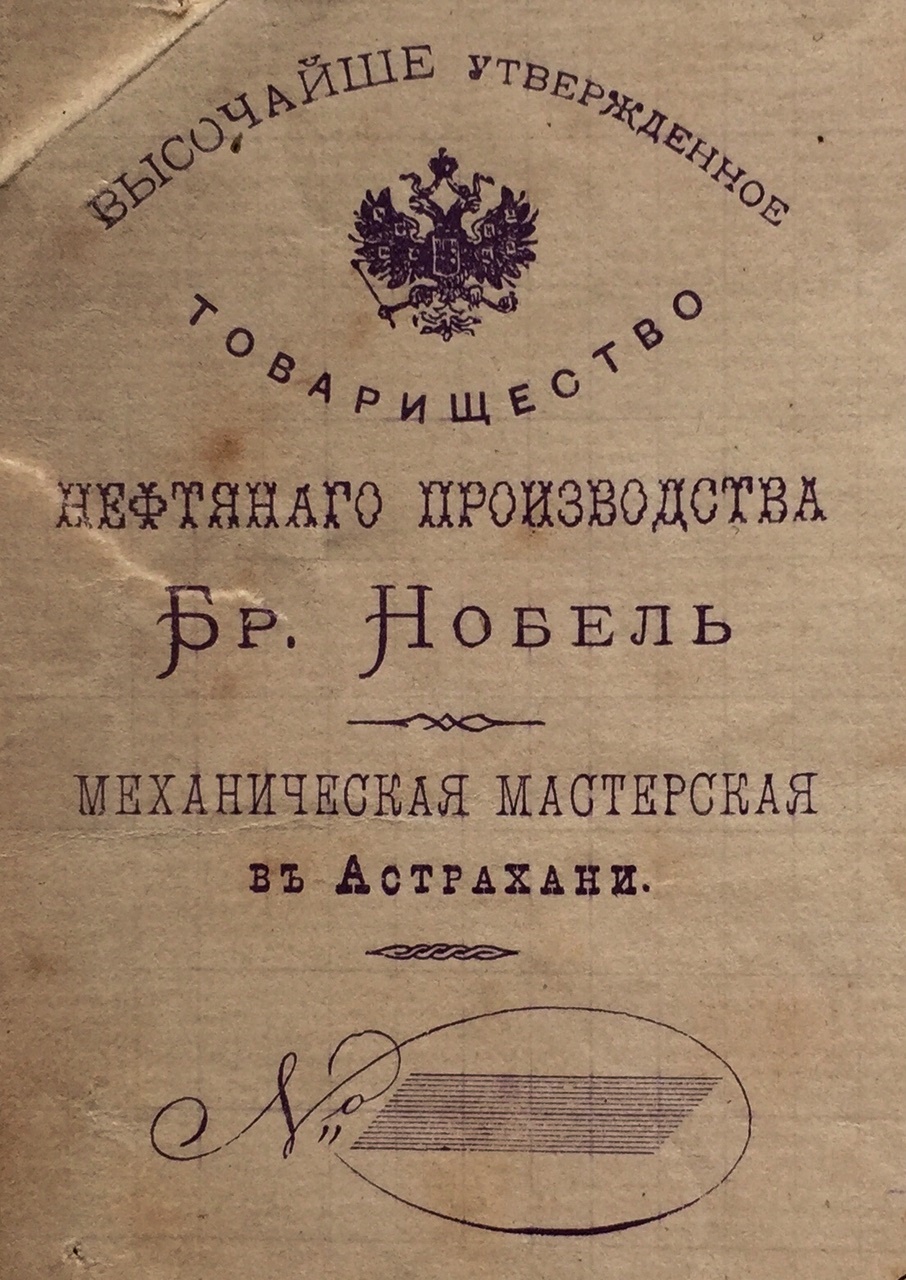 ВЫСОЧАЙШЕ УТВЕРЖДЕННОЕ
ТОВАРИЩЕСТВО
НЕФТЯНАГО ПРОИЗВОДСТВА
БР. НОБЕЛЬ
МЕХАНИЧЕСКАЯ МАСТЕРСКАЯ
ВЪ АСТРАХАНИ.
№